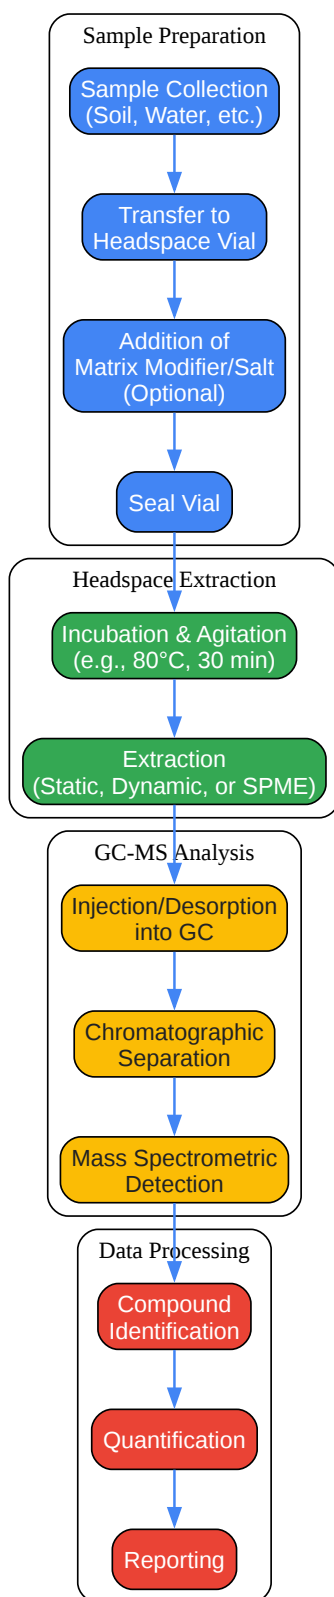 Sample Preparation
Sample Collection
(Soil, Water, etc.)
Transfer to
Headspace Vial
Addition of
Matrix Modifier/Salt
(Optional)
Seal Vial
Headspace Extraction
Incubation & Agitation
(e.g., 80°C, 30 min)
Extraction
(Static, Dynamic, or SPME)
GC-MS Analysis
Injection/Desorption
into GC
Chromatographic
Separation
Mass Spectrometric
Detection
Data Processing
Compound
Identification
Quantification
Reporting